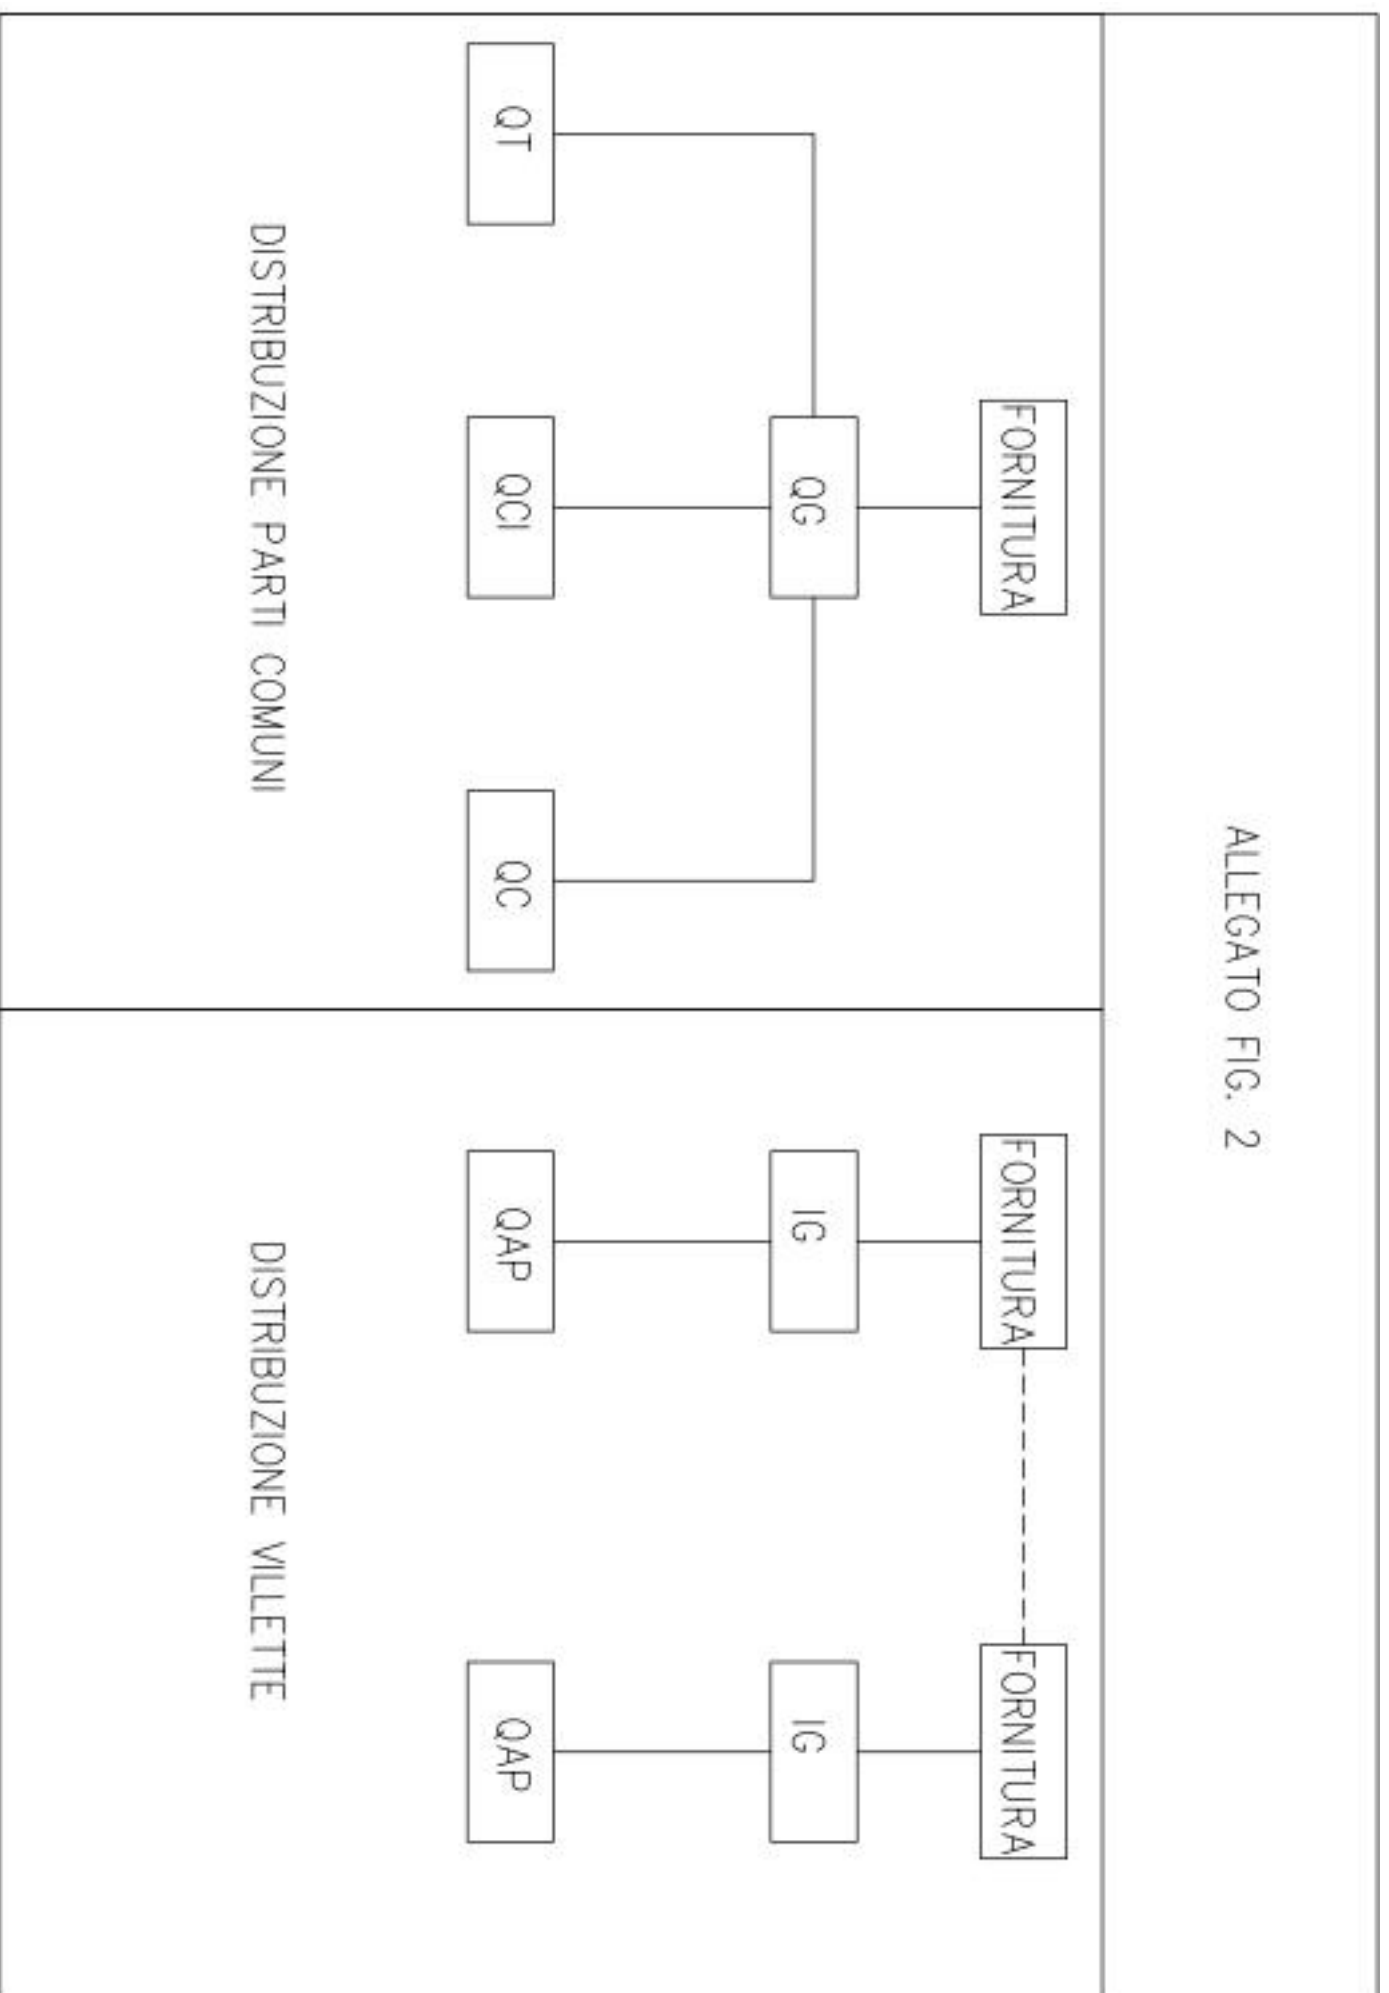 ALLEGATO FIG. 2
FORNITURA
QG
QT
QCI
QC
DISTRIBUZIONE PARTI COMUNI
FORNITURA
FORNITURA
IG
IG
QAP
QAP
DISTRIBUZIONE VILLETTE